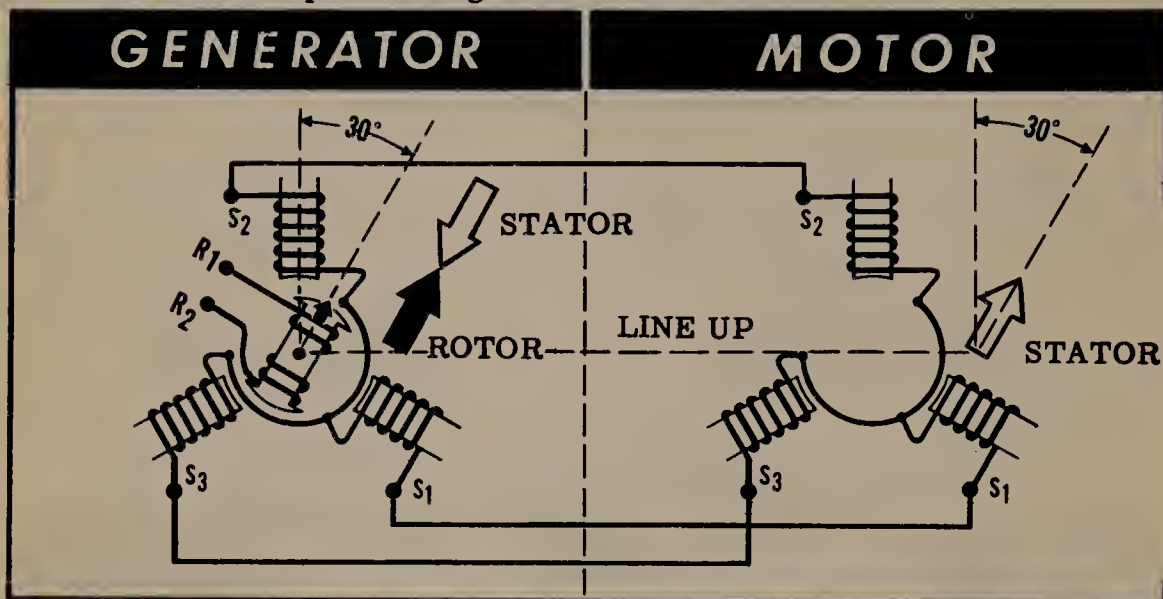 GENERATOR
MOTOR
30°
30°
S2
S2
STATOR
R1
R2
LINE UP
ROTOR
STATOR
S3
S1
S3
S1